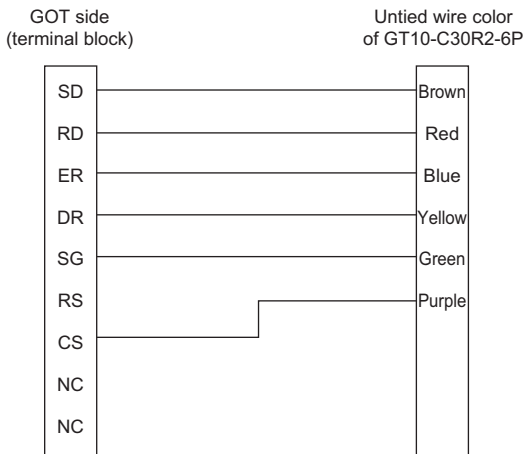 GOT side
(terminal block)
Untied wire color
of GT10-C30R2-6P
SD
Brown
RD
Red
ER
Blue
DR
Yellow
SG
Green
RS
Purple
CS
NC
NC